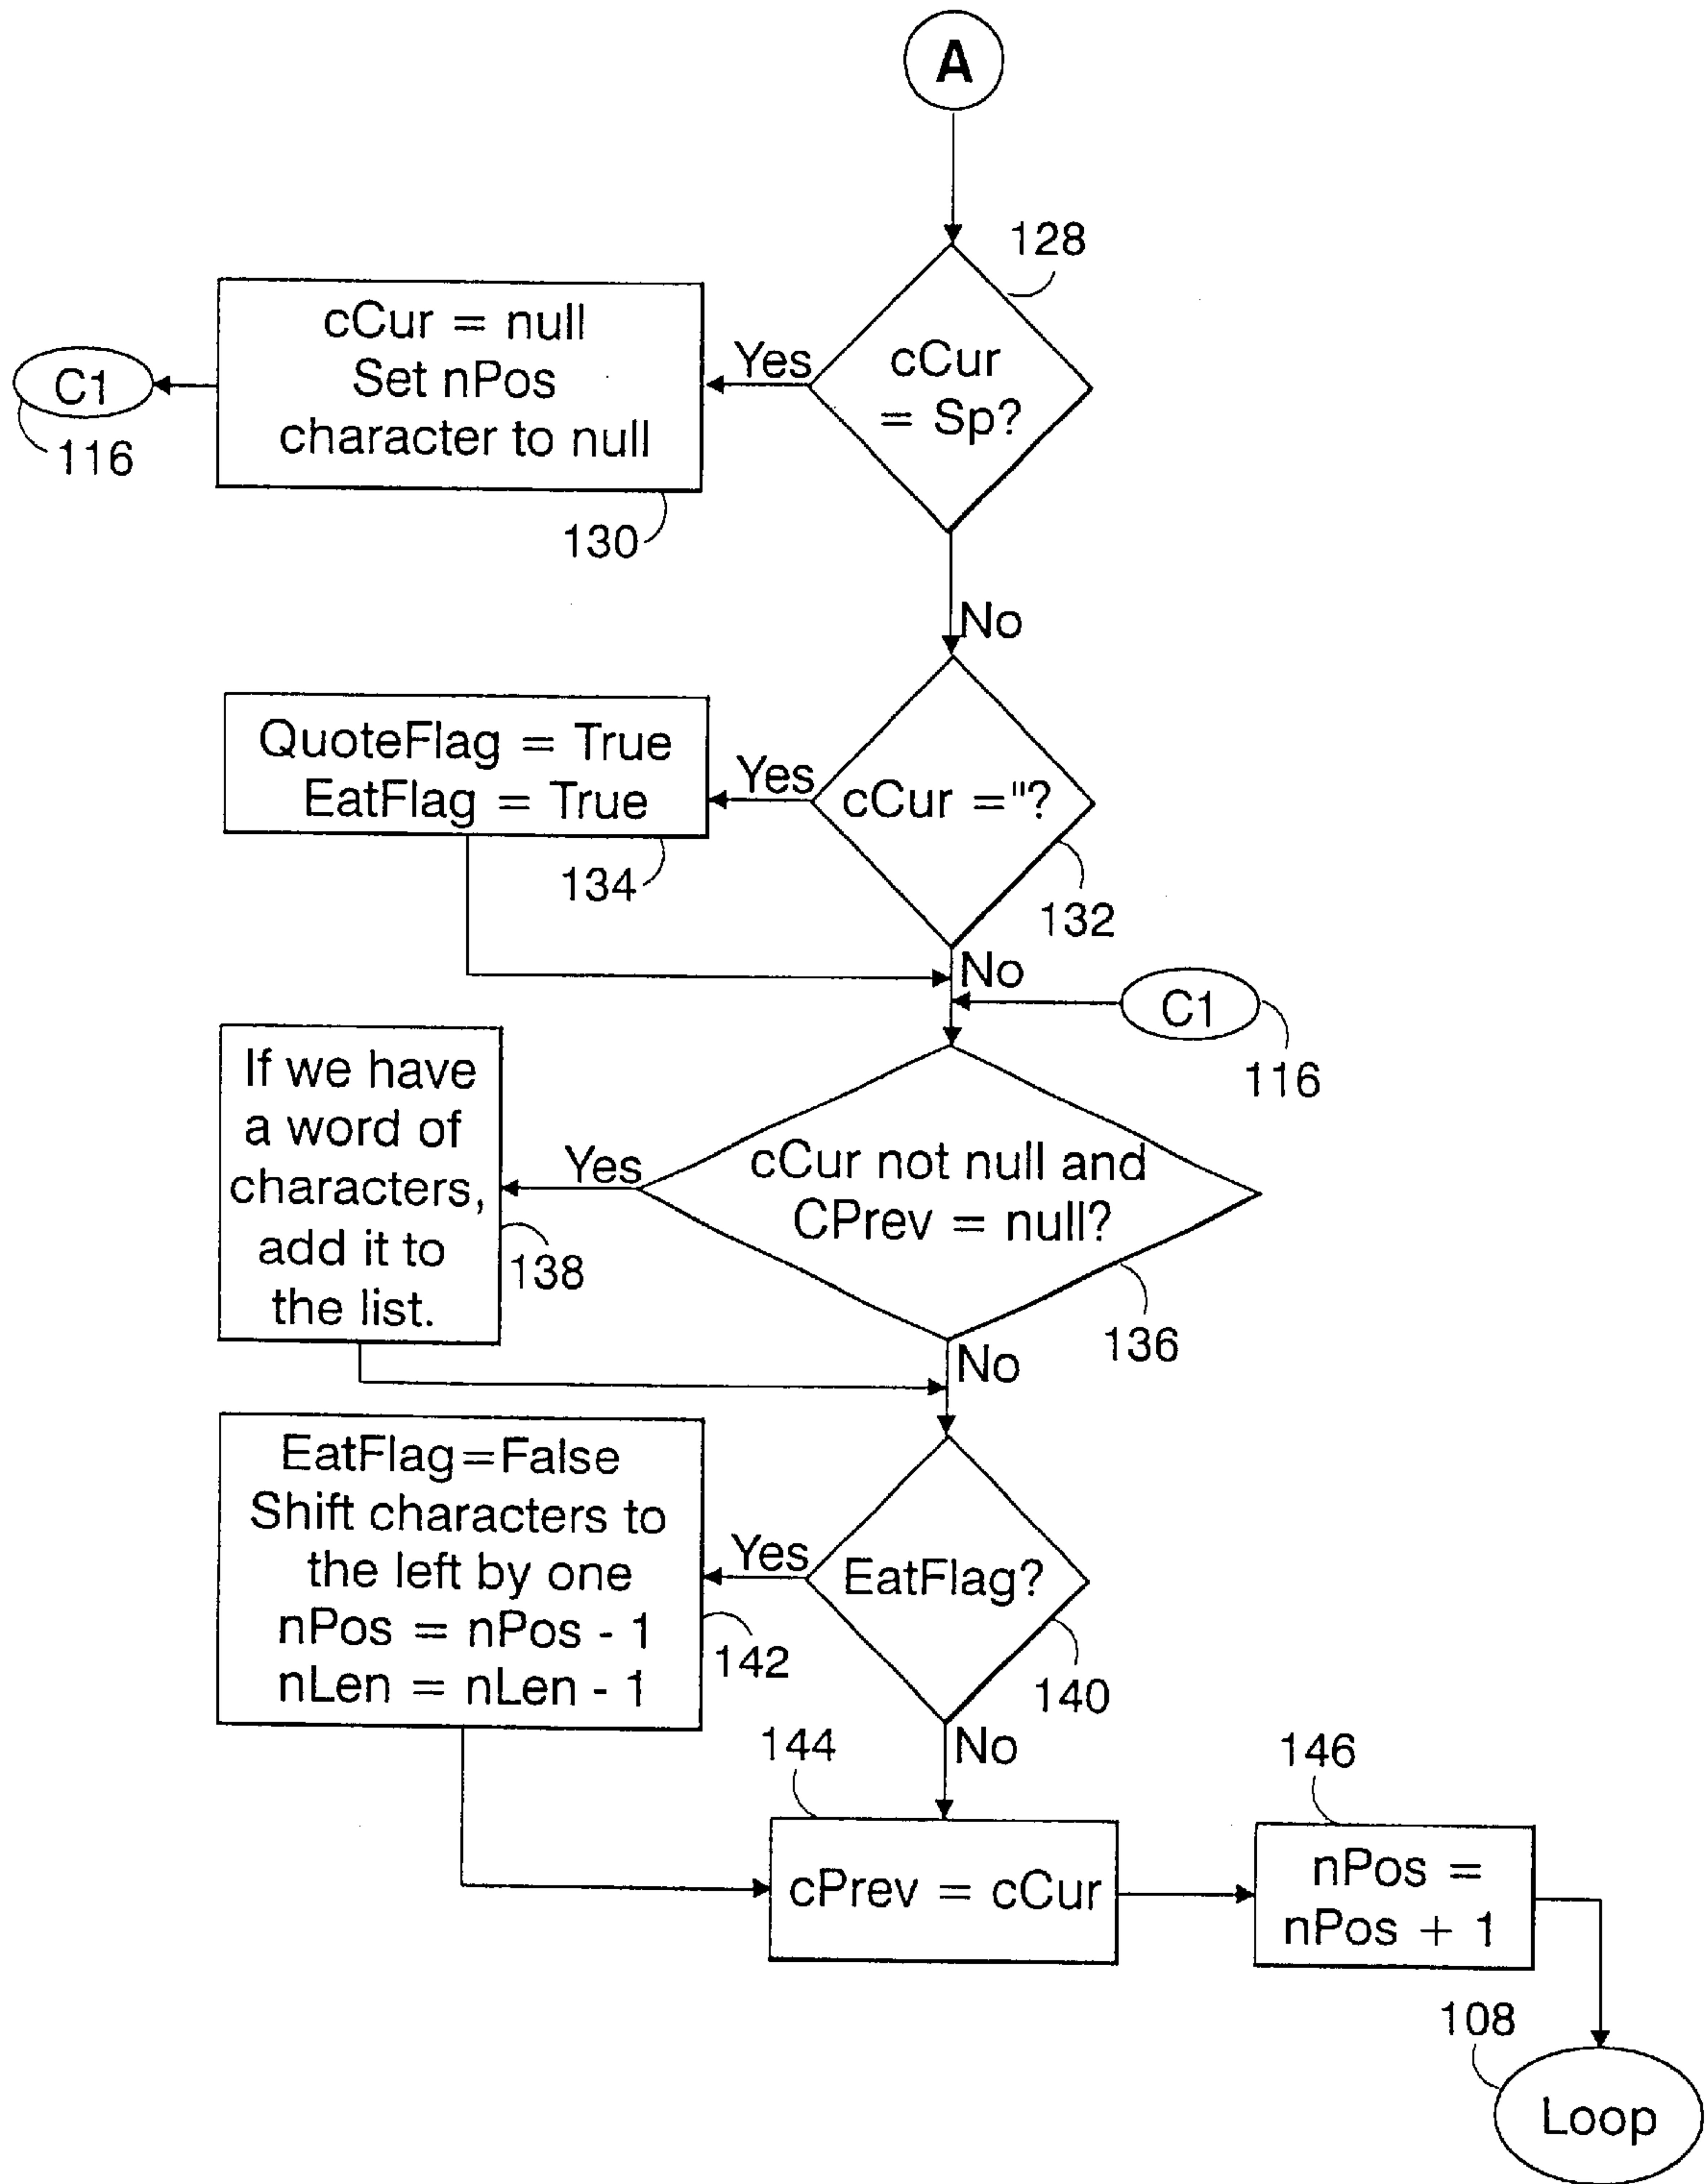 A
128
cCur = null
Set nPos
character to null
Yes
cCur
= Sp?
C1
116
130
No
QuoteFlag = True
EatFlag = True
Yes
cCur ="?
134
132
No
C1
116
If we have
a word of
characters,
add it to
the list.
Yes
cCur not null and
CPrev = null?
138
136
No
EatFlag=False
Shift characters to
the left by one
nPos = nPos - 1
nLen = nLen - 1
Yes
EatFlag?
142
140
No
144
cPrev = cCur
146
nPos =
nPos + 1
108
Loop